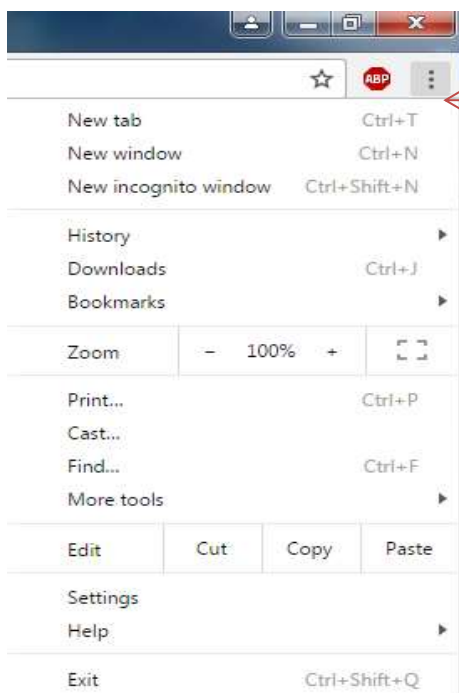 ABP
New tab Ctrl+T
New window Ctrl+N
New incognito window Ctrl+Shift+N
History
Downloads Ctrl+J
Bookmarks
Zoom - 100% +
Print... Ctrl+P
Cast...
Find... Ctrl+F
More tools
Edit Cut Copy Paste
Settings
Help
Exit Ctrl+Shift+Q